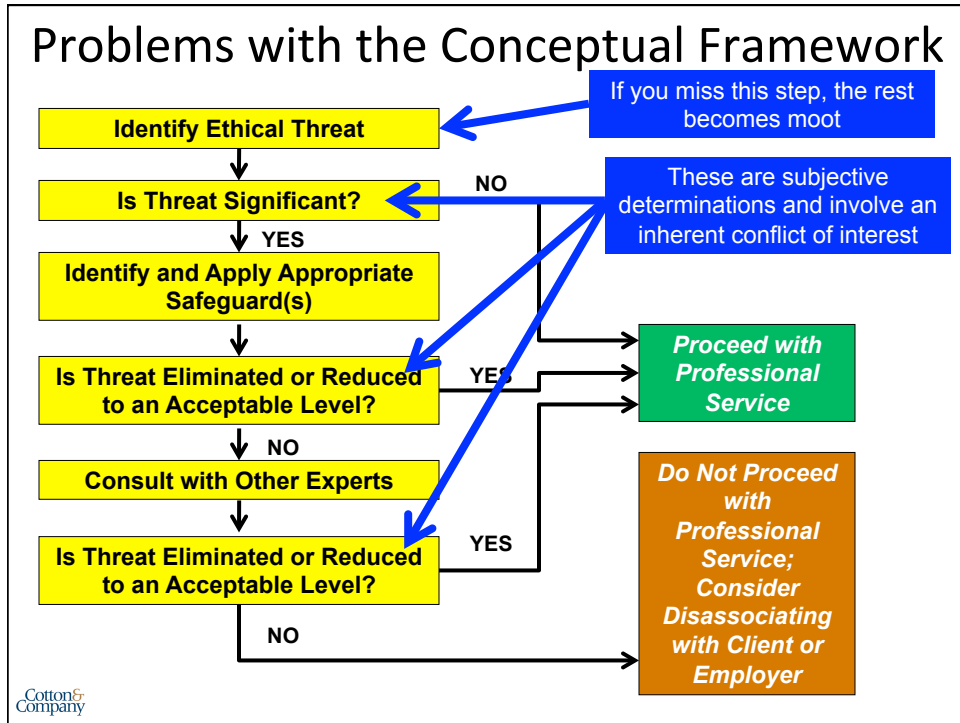 Problems with the Conceptual Framework
If you miss this step, the rest
becomes moot
Identify Ethical Threat
These are subjective
determinations and involve an
inherent conflict of interest
NO
Is Threat Significant?
YES
Identify and Apply Appropriate
Safeguard(s)
Is Threat Eliminated or Reduced
to an Acceptable Level?
YES
Proceed with
Professional
Service
NO
Consult with Other Experts
Is Threat Eliminated or Reduced
to an Acceptable Level?
YES
NO
Do Not Proceed
with
Professional
Service;
Consider
Disassociating
with Client or
Employer
Cotton&
Company